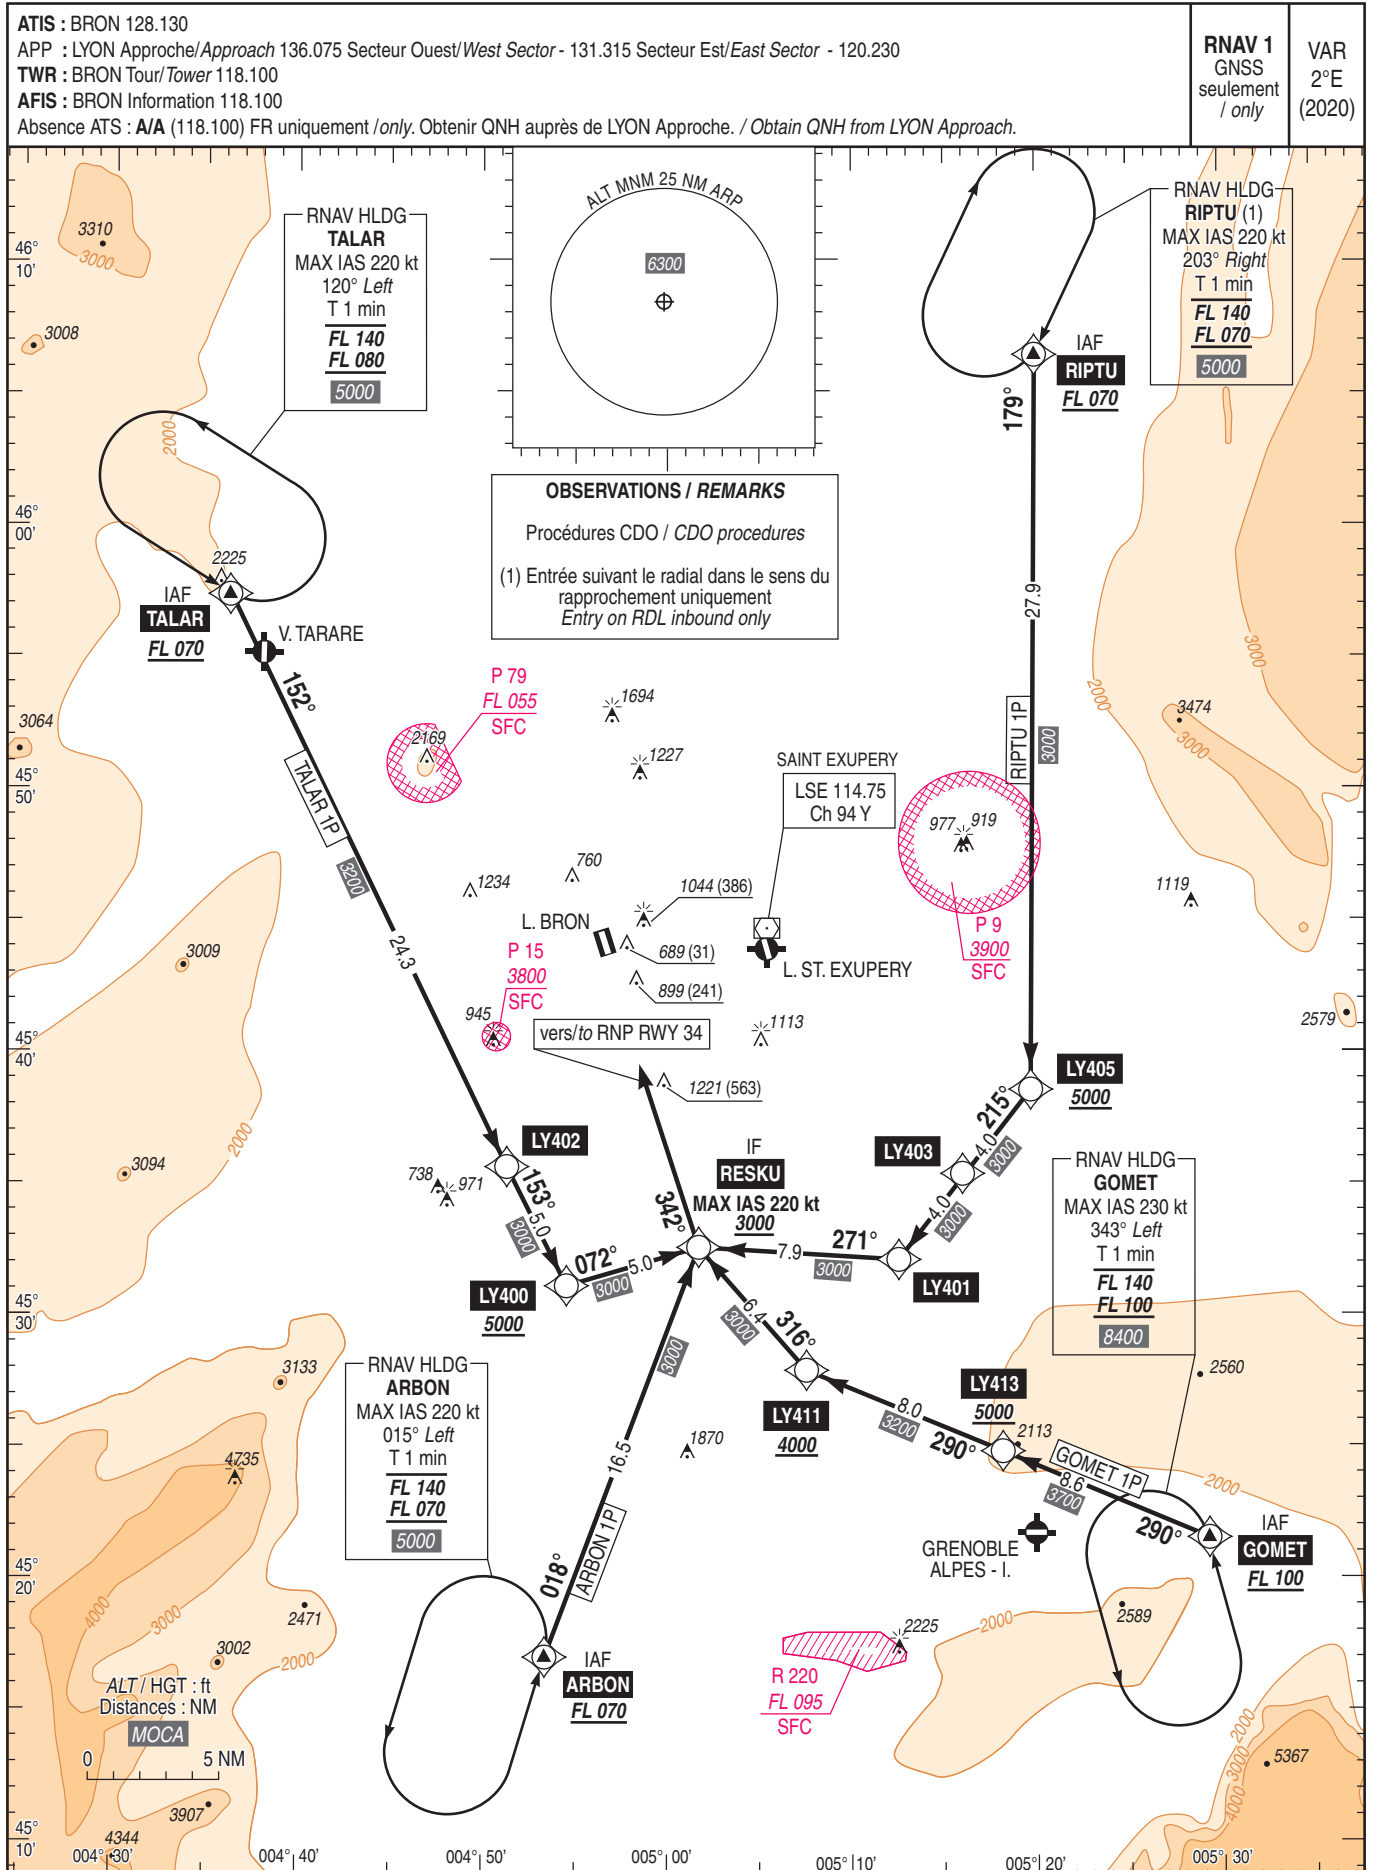 ATIS : BRON 128.130
APP : LYON Approche/Approach 136.075 Secteur Ouest/West Sector - 131.315 Secteur Est/East Sector - 120.230
TWR : BRON Tour/Tower 118.100
AFIS : BRON Information 118.100
Absence ATS : A/A (118.100) FR uniquement /only. Obtenir QNH auprès de LYON Approche. / Obtain QNH from LYON Approach.
RNAV 1
GNSS
seulement
/ only
VAR
2°E
(2020)
ALT MNM 25 NM ARP
6300
RNAV HLDG
TALAR
MAX IAS 220 kt
120° Left
T 1 min
FL 140
FL 080
5000
RNAV HLDG
RIPTU (1)
MAX IAS 220 kt
203° Right
T 1 min
FL 140
FL 070
5000
3310
3000
46°
10'
3008
2000
IAF
RIPTU
FL 070
179°
OBSERVATIONS / REMARKS
Procédures CDO / CDO procedures
(1) Entrée suivant le radial dans le sens du
rapprochement uniquement
Entry on RDL inbound only
46°
00'
2225
IAF
TALAR
FL 070
V. TARARE
152°
27.9
3000
2000
3474
3000
3064
P 79
FL 055
SFC
2169
1694
1227
TALAR 1P
3200
24.3
RIPTU 1P
3000
SAINT EXUPERY
LSE 114.75
Ch 94 Y
977
919
45°
50'
760
1234
1044 (386)
L. BRON
689 (31)
899 (241)
L. ST. EXUPERY
P 9
3900
SFC
1119
3009
P 15
3800
SFC
945
1113
2579
vers/to RNP RWY 34
1221 (563)
45°
40'
LY405
5000
215°
4.0
3000
LY403
4.0
3000
LY402
153°
5.0
3000
738
971
2000
3094
IF
RESKU
MAX IAS 220 kt
3000
342°
271°
7.9
3000
LY401
072°
5.0
3000
LY400
5000
RNAV HLDG
GOMET
MAX IAS 230 kt
343° Left
T 1 min
FL 140
FL 100
8400
45°
30'
6.4
3000
316°
LY411
4000
8.0
3200
290°
LY413
5000
2113
2560
GOMET 1P
8.6
3700
290°
2000
IAF
GOMET
FL 100
3133
RNAV HLDG
ARBON
MAX IAS 220 kt
015° Left
T 1 min
FL 140
FL 070
5000
3000
16.5
ARBON 1P
018°
1870
4735
GRENOBLE
ALPES - I.
45°
20'
4000
3000
2471
3002
2000
2589
2000
2225
R 220
FL 095
SFC
IAF
ARBON
FL 070
ALT / HGT : ft
Distances : NM
MOCA
0
5 NM
2000
3000
4000
5367
3907
4344
45°
10'
004° 30'
004° 40'
004° 50'
005° 00'
005° 10'
005° 20'
005° 30'